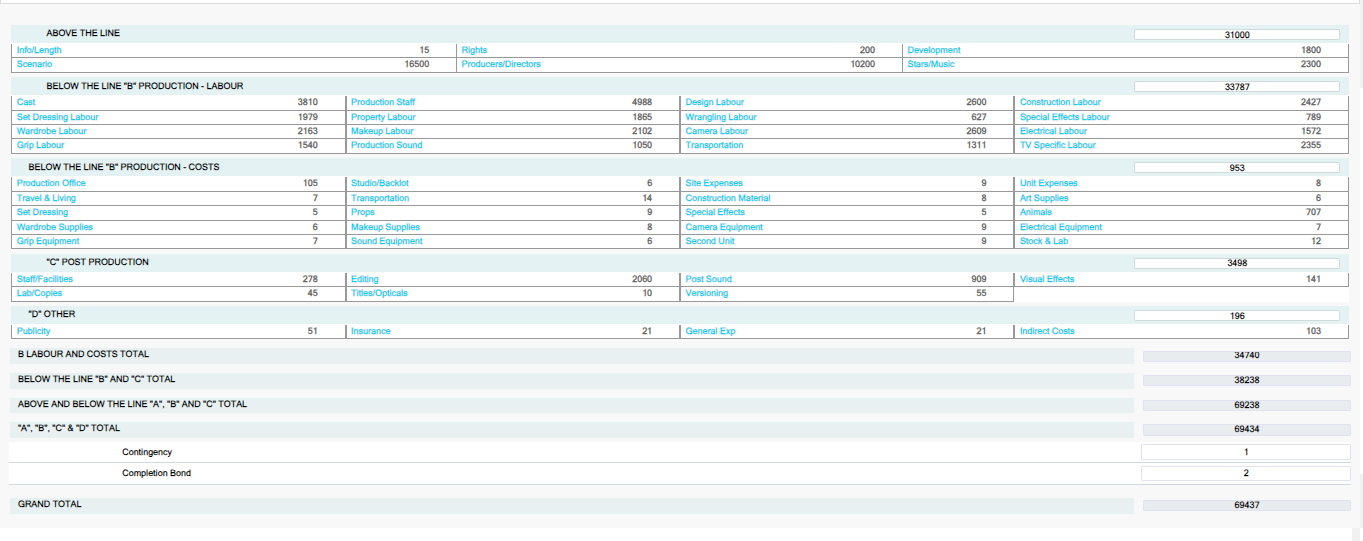 ABOVE THE LINE 31000
Info/Length 15 Rights 200 Development 1800
Scenario 16500 Producers/Directors 10200 Stars/Music 2300
BELOW THE LINE "B" PRODUCTION - LABOUR 33787
Cast 3810 Production Staff 4988 Design Labour 2600 Construction Labour 2427
Set Dressing Labour 1979 Property Labour 1865 Wrangling Labour 627 Special Effects Labour 789
Wardrobe Labour 2163 Makeup Labour 2102 Camera Labour 2609 Electrical Labour 1572
Grip Labour 1540 Production Sound 1050 Transportation 1311 TV Specific Labour 2355
BELOW THE LINE "B" PRODUCTION - COSTS 953
Production Office 105 Studio/Backlot 6 Site Expenses 9 Unit Expenses 8
Travel & Living 7 Transportation 14 Construction Material 8 Art Supplies 6
Set Dressing 5 Props 9 Special Effects 5 Animals 707
Wardrobe Supplies 6 Makeup Supplies 8 Camera Equipment 9 Electrical Equipment 7
Grip Equipment 7 Sound Equipment 6 Second Unit 9 Stock & Lab 12
"C" POST PRODUCTION 3498
Staff/Facilities 278 Editing 2060 Post Sound 909 Visual Effects 141
Lab/Copies 45 Titles/Opticals 10 Versioning 55
"D" OTHER 196
Publicity 51 Insurance 21 General Exp 21 Indirect Costs 103
B LABOUR AND COSTS TOTAL 34740
BELOW THE LINE "B" AND "C" TOTAL 38238
ABOVE AND BELOW THE LINE "A", "B" AND "C" TOTAL 69238
"A", "B", "C" & "D" TOTAL 69434
Contingency 1
Completion Bond 2
GRAND TOTAL 69437